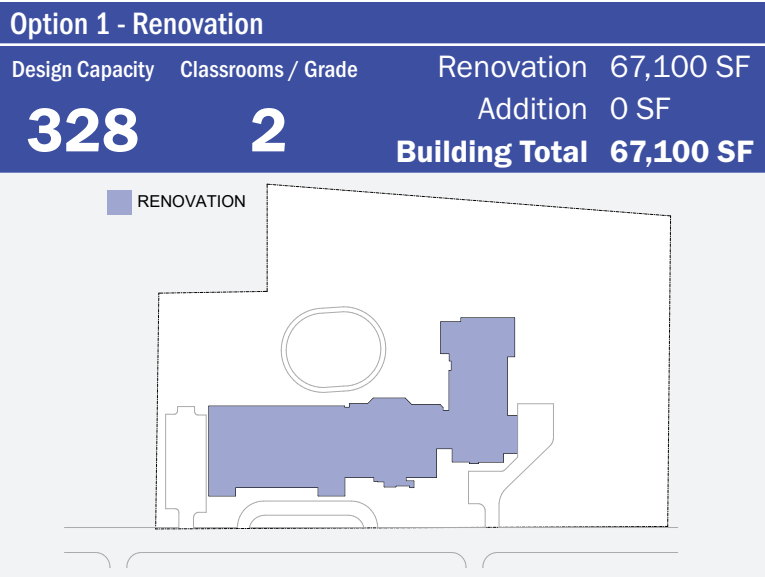 Option 1 - Renovation
Design Capacity Classrooms / Grade
328 2
Renovation 67,100 SF
Addition 0 SF
Building Total 67,100 SF
RENOVATION